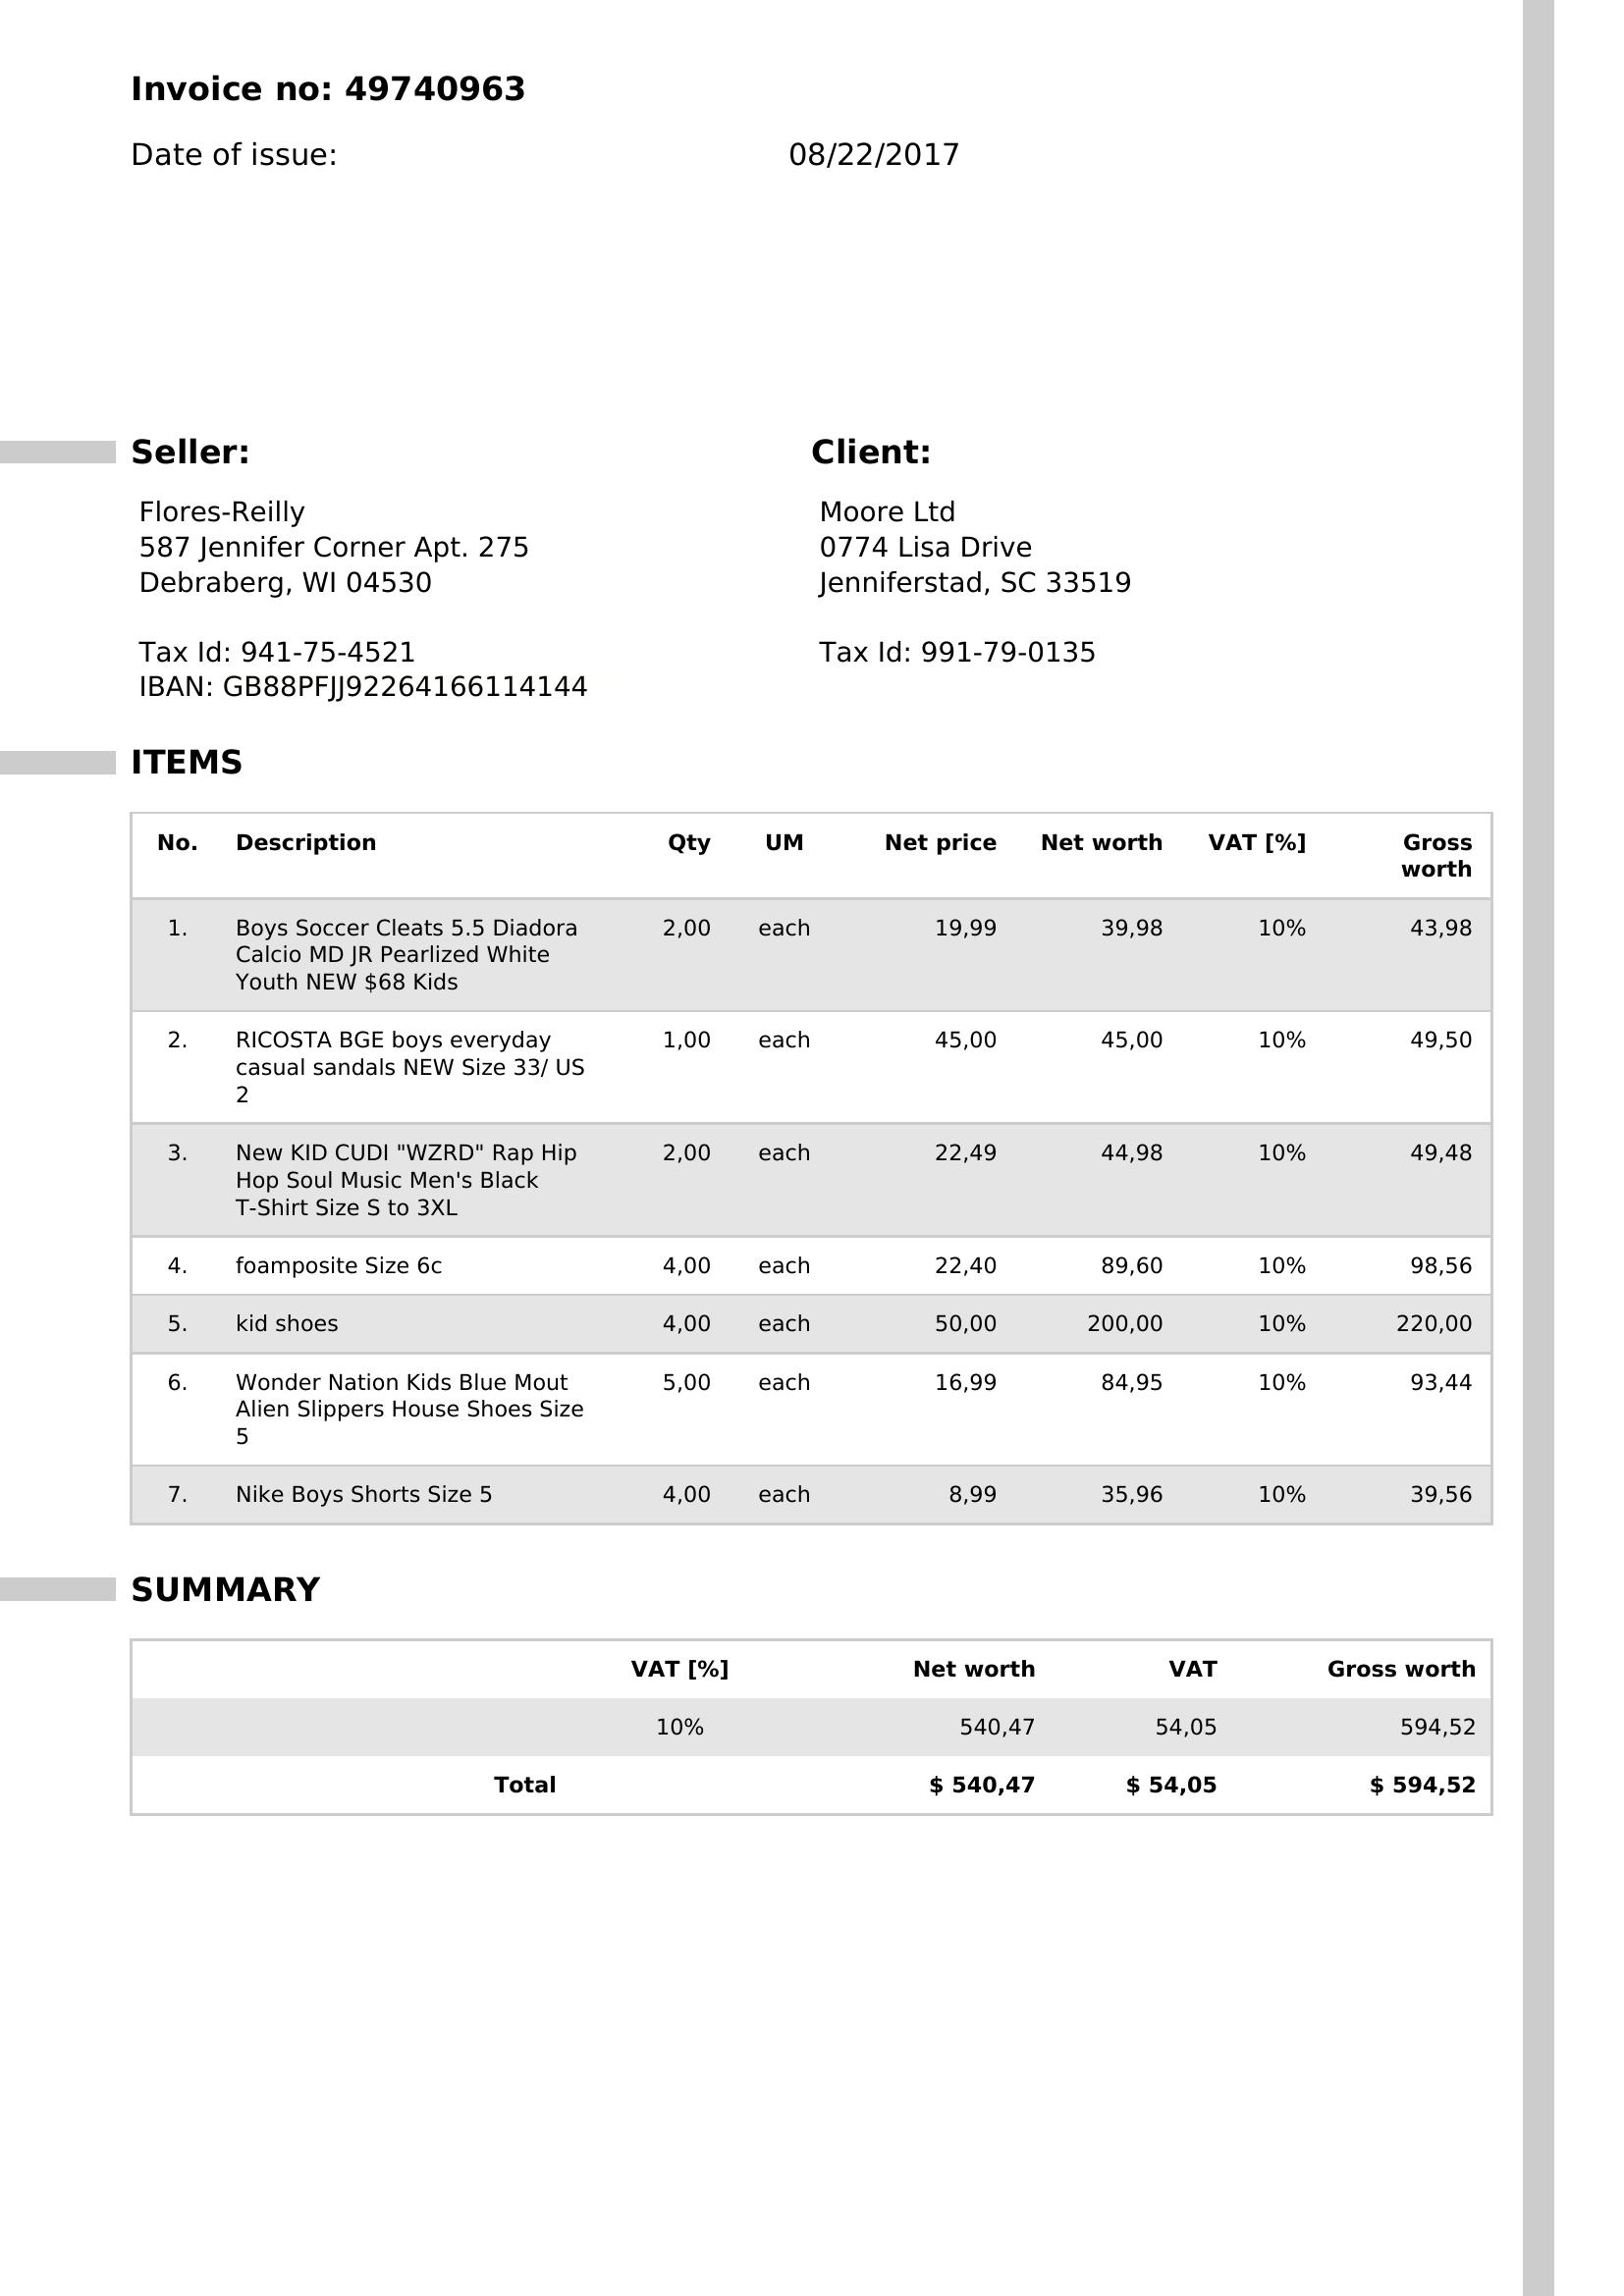 Invoice no: 49740963
Date of issue: 08/22/2017
Seller:
Flores-Reilly
587 Jennifer Corner Apt. 275
Debraberg, WI 04530
Tax Id: 941-75-4521
IBAN: GB88PFJJ92264166114144
Client:
Moore Ltd
0774 Lisa Drive
Jenniferstad, SC 33519
Tax Id: 991-79-0135
ITEMS
No. Description Qty UM Net price Net worth VAT [%] Gross
worth
1. Boys Soccer Cleats 5.5 Diadora 2,00 each 19,99 39,98 10% 43,98
Calcio MD JR Pearlized White
Youth NEW $68 Kids
2. RICOSTA BGE boys everyday 1,00 each 45,00 45,00 10% 49,50
casual sandals NEW Size 33/ US
2
3. New KID CUDI "WZRD" Rap Hip 2,00 each 22,49 44,98 10% 49,48
Hop Soul Music Men's Black
T-Shirt Size S to 3XL
4. foamposite Size 6c 4,00 each 22,40 89,60 10% 98,56
5. kid shoes 4,00 each 50,00 200,00 10% 220,00
6. Wonder Nation Kids Blue Mout 5,00 each 16,99 84,95 10% 93,44
Alien Slippers House Shoes Size
5
7. Nike Boys Shorts Size 5 4,00 each 8,99 35,96 10% 39,56
SUMMARY
VAT [%] Net worth VAT Gross worth
10% 540,47 54,05 594,52
Total $ 540,47 $ 54,05 $ 594,52